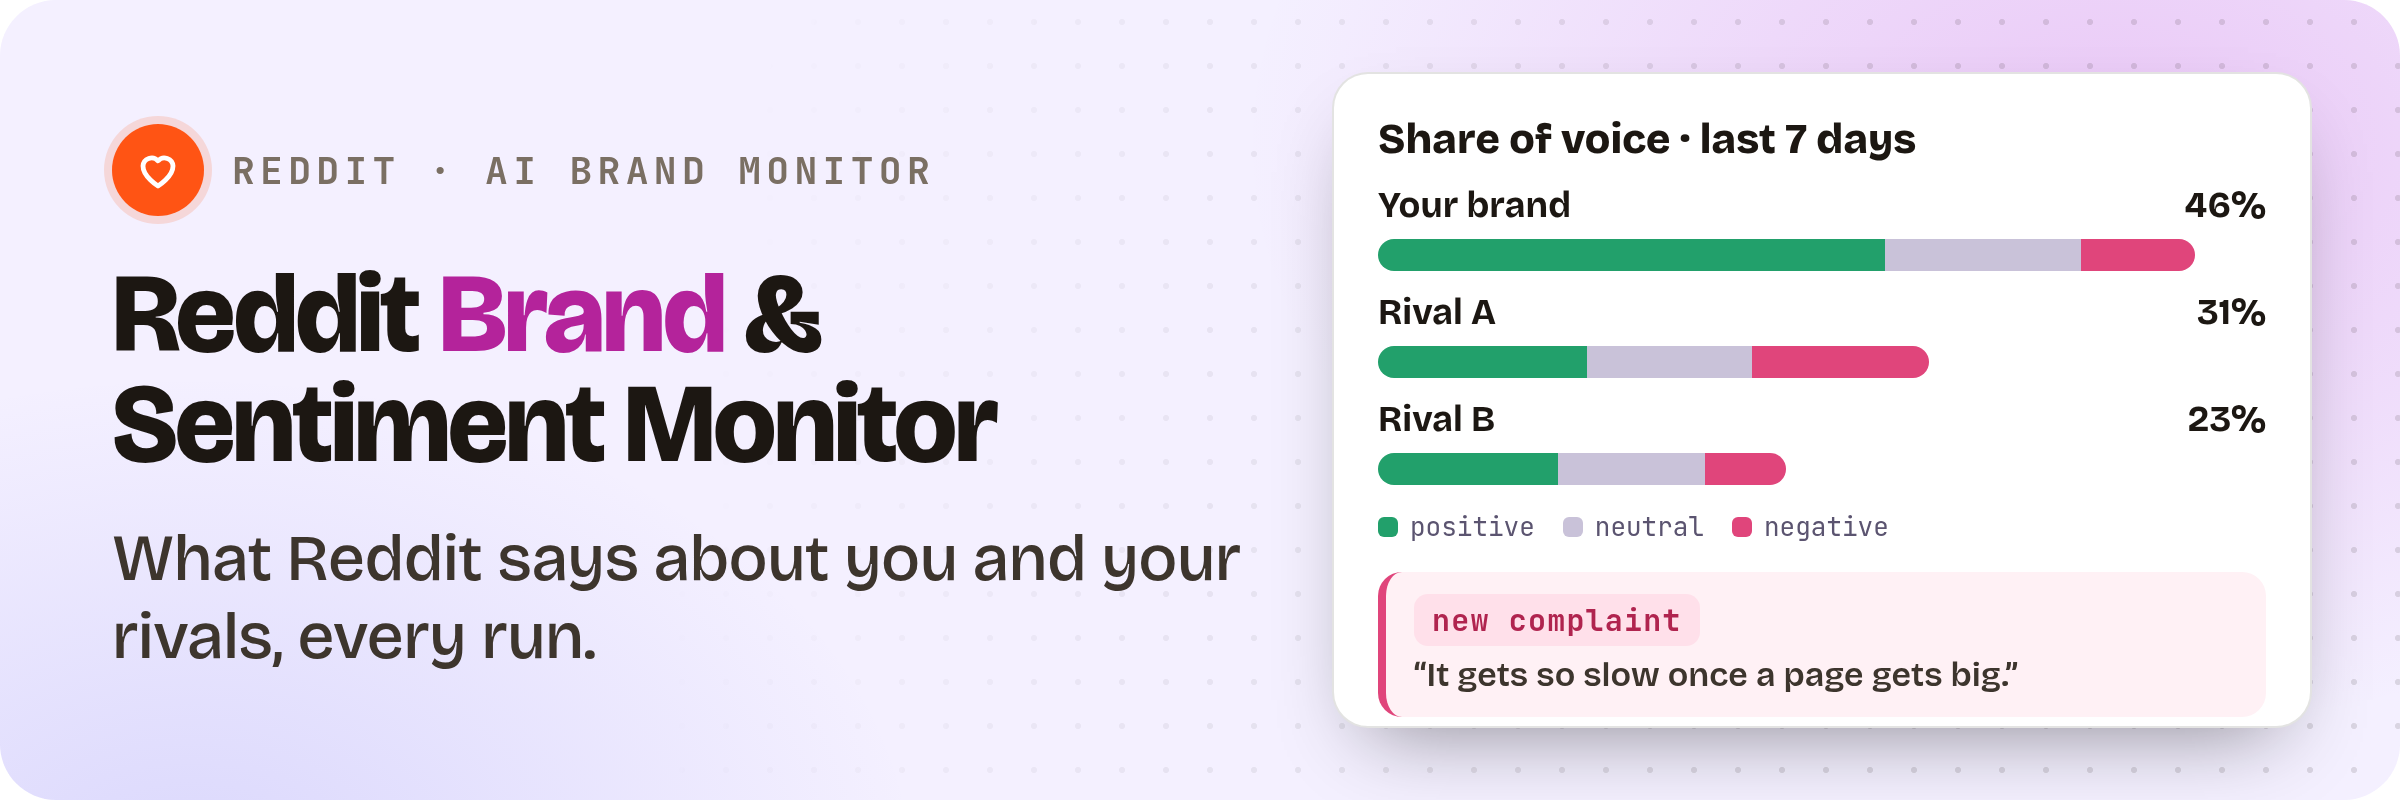 REDDIT · AI BRAND MONITOR
Reddit Brand &
Sentiment Monitor
What Reddit says about you and your
rivals, every run.
Share of voice · last 7 days
Your brand 46%
Rival A 31%
Rival B 23%
positive neutral negative
new complaint
“It gets so slow once a page gets big.”